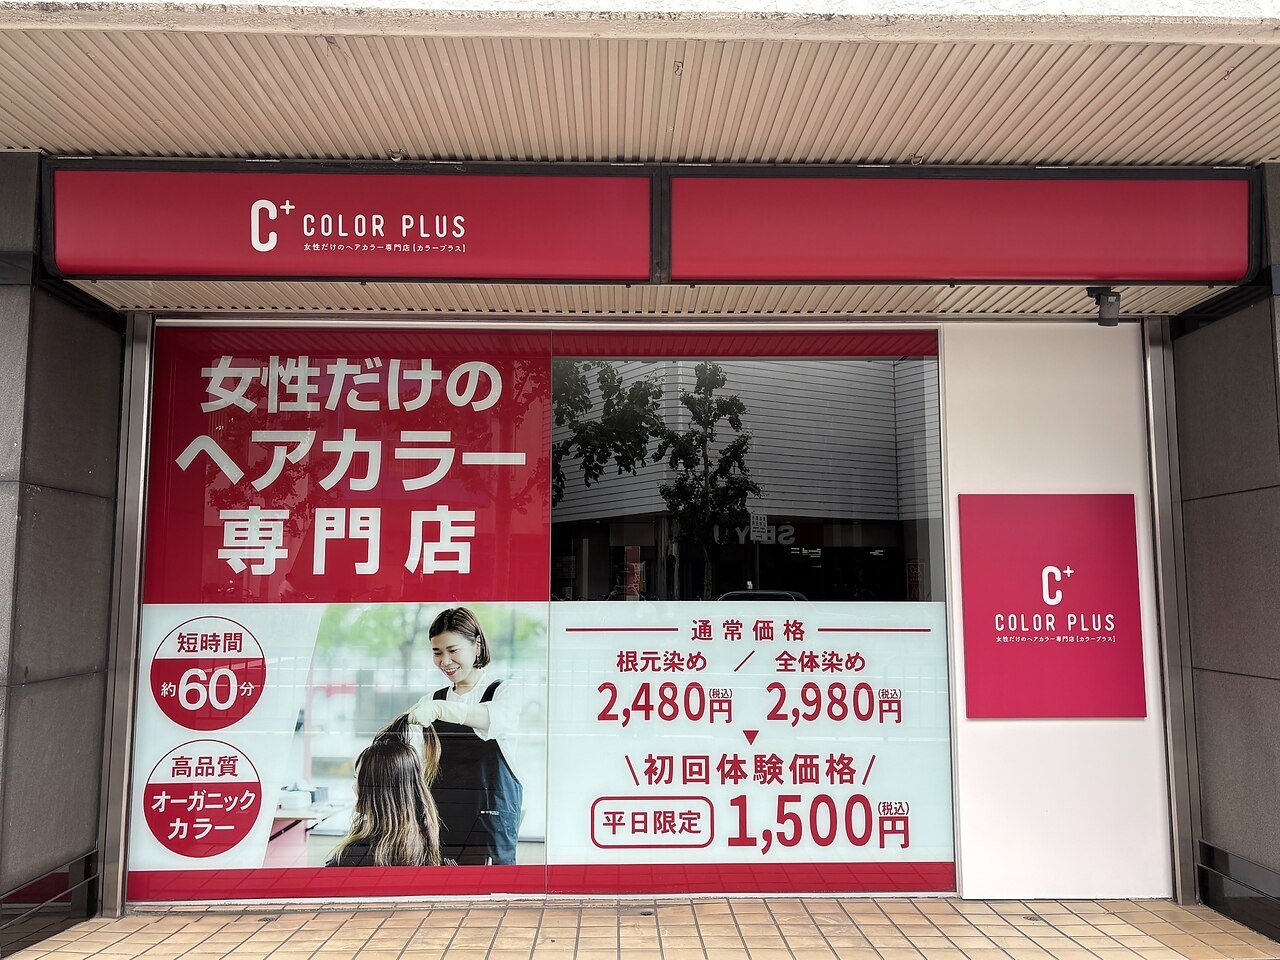 C+ COLOR PLUS
女性だけのヘアカラー専門店[カラープラス]
女性だけの
ヘアカラー
専門店
短時間
約60分
高品質
オーガニック
カラー
通常価格
根元染め ／ 全体染め
2,480円(税込) 2,980円(税込)
▼
\初回体験価格/
平日限定 1,500円(税込)
C+
COLOR PLUS
女性だけのヘアカラー専門店[カラープラス]